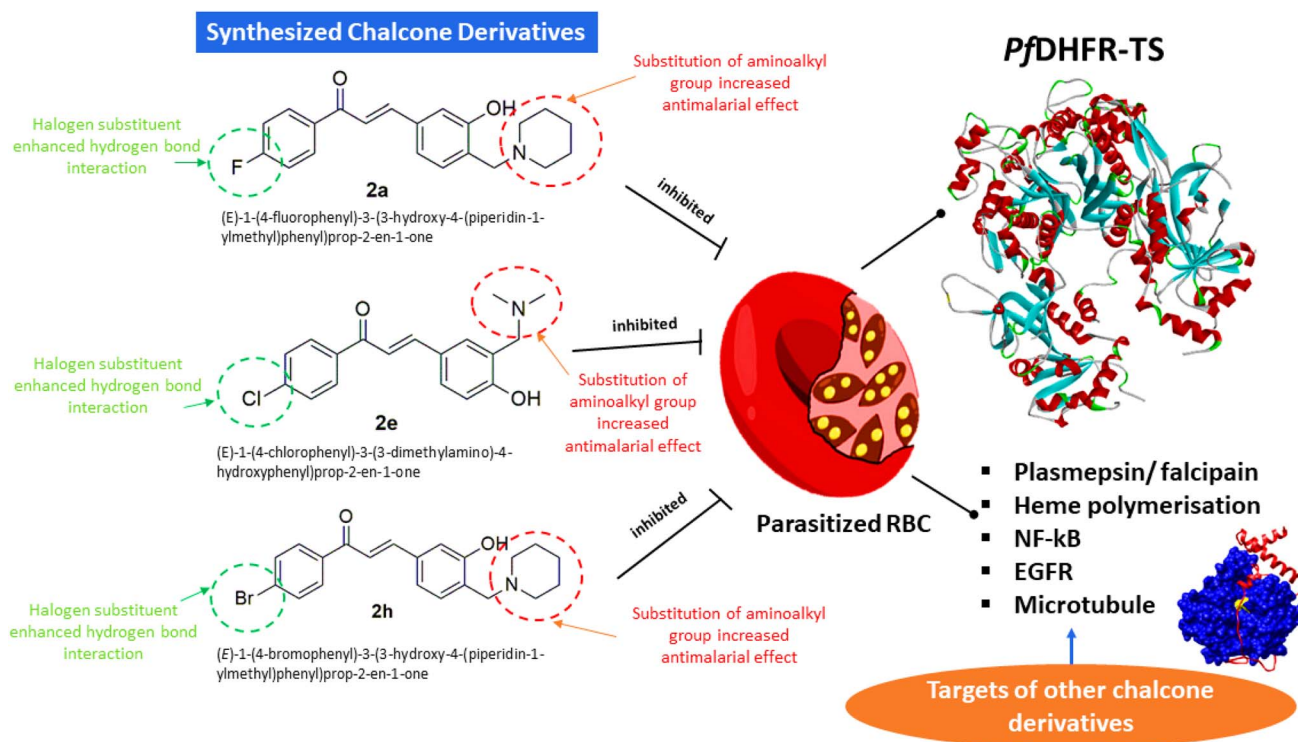 Synthesized Chalcone Derivatives
Halogen substituent
enhanced hydrogen bond
interaction
O
OH
N
F
Substitution of aminoalkyl
group increased
antimalarial effect
2a
(E)-1-(4-fluorophenyl)-3-(3-hydroxy-4-(piperidin-1-
ylmethyl)phenyl)prop-2-en-1-one
inhibited
Halogen substituent
enhanced hydrogen bond
interaction
O
N
Cl
OH
2e
Substitution of
aminoalkyl group
increased
antimalarial effect
(E)-1-(4-chlorophenyl)-3-(3-dimethylamino)-4-
hydroxyphenyl)prop-2-en-1-one
inhibited
Halogen substituent
enhanced hydrogen bond
interaction
O
OH
N
Br
2h
Substitution of aminoalkyl
group increased
antimalarial effect
(E)-1-(4-bromophenyl)-3-(3-hydroxy-4-(piperidin-1-
ylmethyl)phenyl)prop-2-en-1-one
inhibited
Parasitized RBC
PfDHFR-TS
▪ Plasmepsin/ falcipain
▪ Heme polymerisation
▪ NF-kB
▪ EGFR
▪ Microtubule
Targets of other chalcone
derivatives